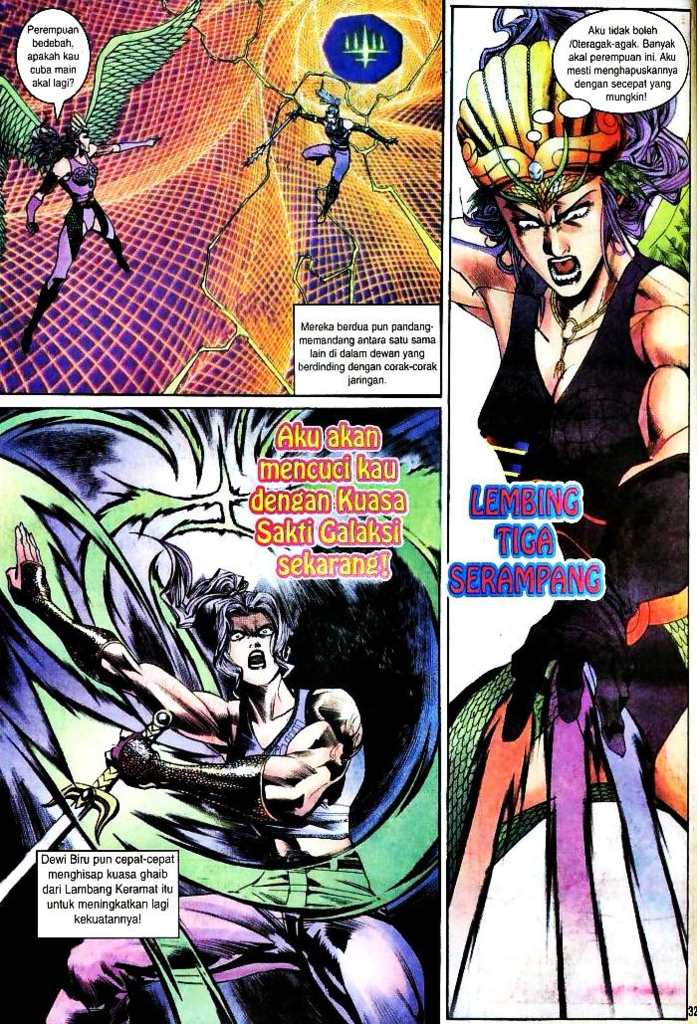 Perempuan
bedebah,
apakah kau
cuba main
akal lagi?
Mereka berdua pun pandang-
memandang antara satu sama
lain di dalam dewan yang
berdinding dengan corak-corak
jaringan.
Aku tidak boleh
/0teragak-agak. Banyak
akal perempuan ini. Aku
mesti menghapuskannya
dengan secepat yang
mungkin!
LEMBING
TIGA
SERAMPANG
Aku akan
mencuci kau
dengan Kuasa
Sakti Galaksi
sekarang!
Dewi Biru pun cepat-cepat
menghisap kuasa ghaib
dari Lambang Keramat itu
untuk meningkatkan lagi
kekuatannya!